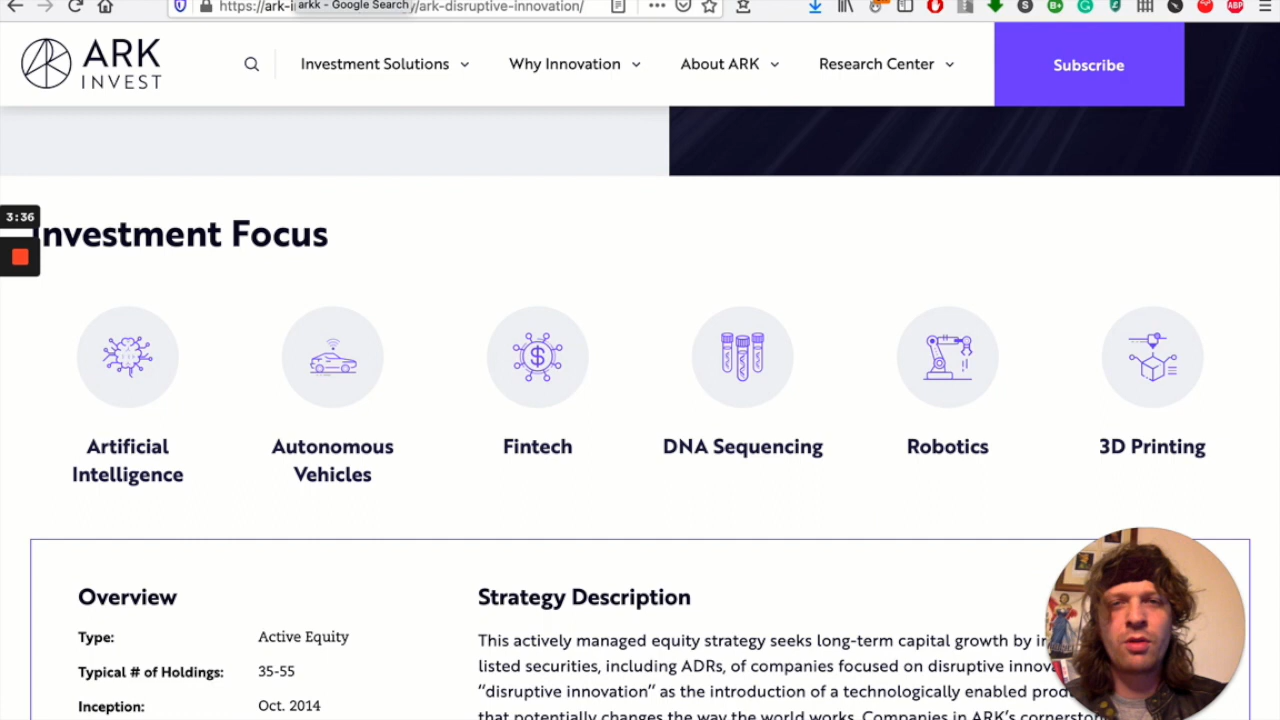 https://ark-i
arkk - Google Search
/ark-disruptive-innovation/
ABP
ARK
INVEST
Investment Solutions
Why Innovation
About ARK
Research Center
Subscribe
3:36
nvestment Focus
Artificial
Intelligence
Autonomous
Vehicles
Fintech
DNA Sequencing
Robotics
3D Printing
Overview
Type: Active Equity
Typical # of Holdings: 35-55
Inception: Oct. 2014
Strategy Description
This actively managed equity strategy seeks long-term capital growth by in
listed securities, including ADRs, of companies focused on disruptive innova
“disruptive innovation” as the introduction of a technologically enabled produ
that potentially changes the way the world works. Companies in ARK’s cornerston